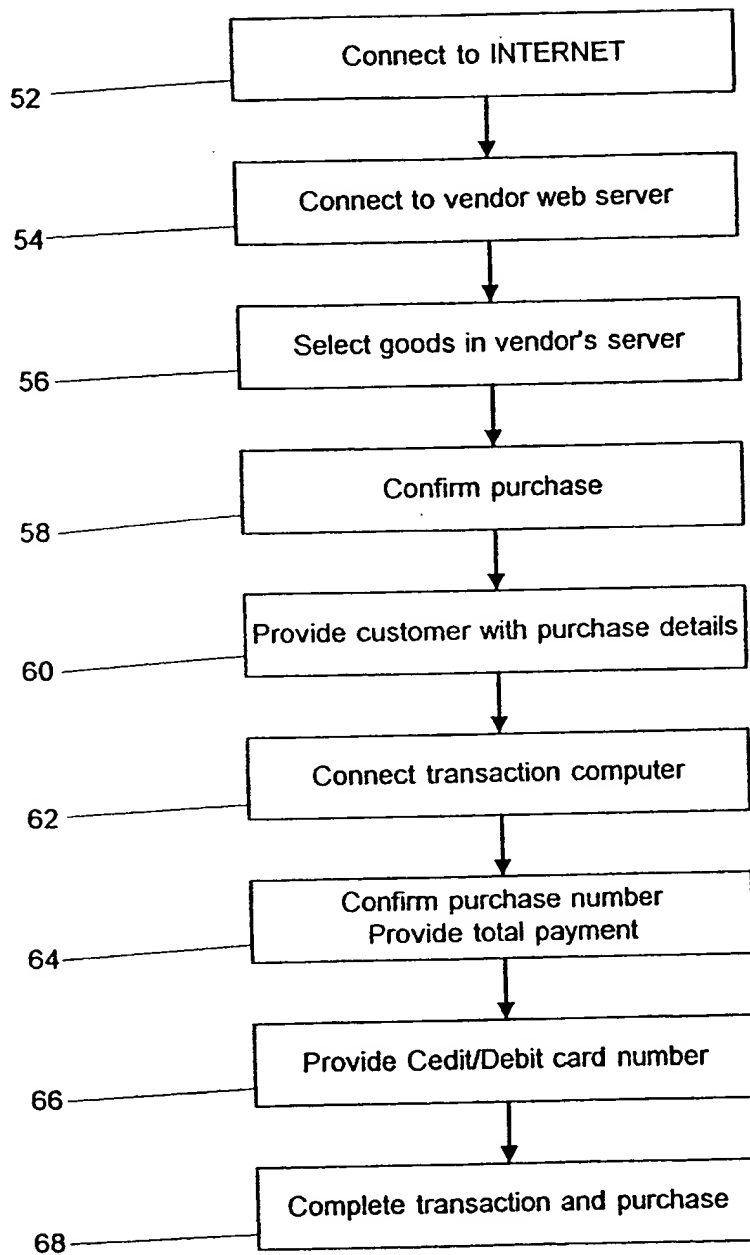 Connect to INTERNET
52
Connect to vendor web server
54
Select goods in vendor's server
56
Confirm purchase
58
Provide customer with purchase details
60
Connect transaction computer
62
Confirm purchase number
Provide total payment
64
Provide Cedit/Debit card number
66
Complete transaction and purchase
68